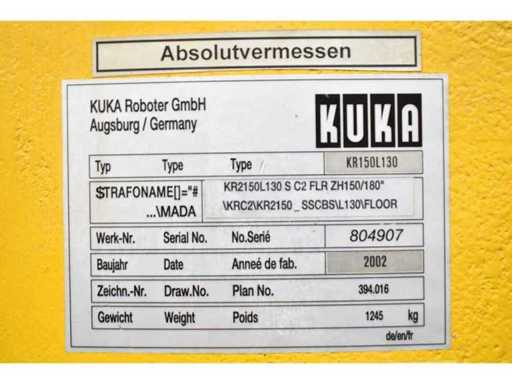 Absolutvermessen
KUKA Roboter GmbH
Augsburg / Germany
KUKA
Typ Type Type KR150L130
$TRAFONAME[]="# KR2150L130 S C2 FLR ZH150/180"
...\MADA \KRC2\KR2150_SSCBS\L130\FLOOR
Werk-Nr. Serial No. No.Serié 804907
Baujahr Date Anneé de fab. 2002
Zeichn.-Nr. Draw.No. Plan No. 394.016
Gewicht Weight Poids 1245 kg
de/en/fr